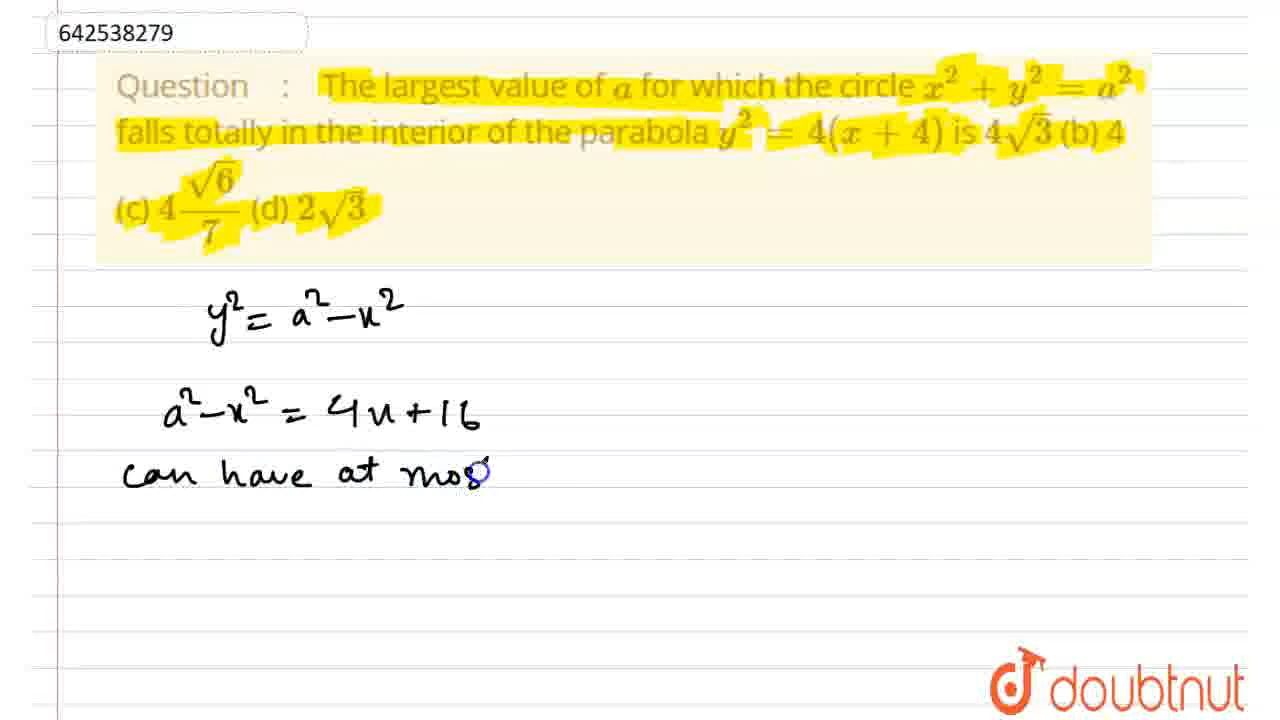 642538279
Question : The largest value of a for which the circle x² + y² = a²
falls totally in the interior of the parabola y² = 4(x + 4) is 4√3 (b) 4
(c) 4 √6/7 (d) 2√3
y² = a² − x²
a² − x² = 4x + 16
can have at mos
doubtnut